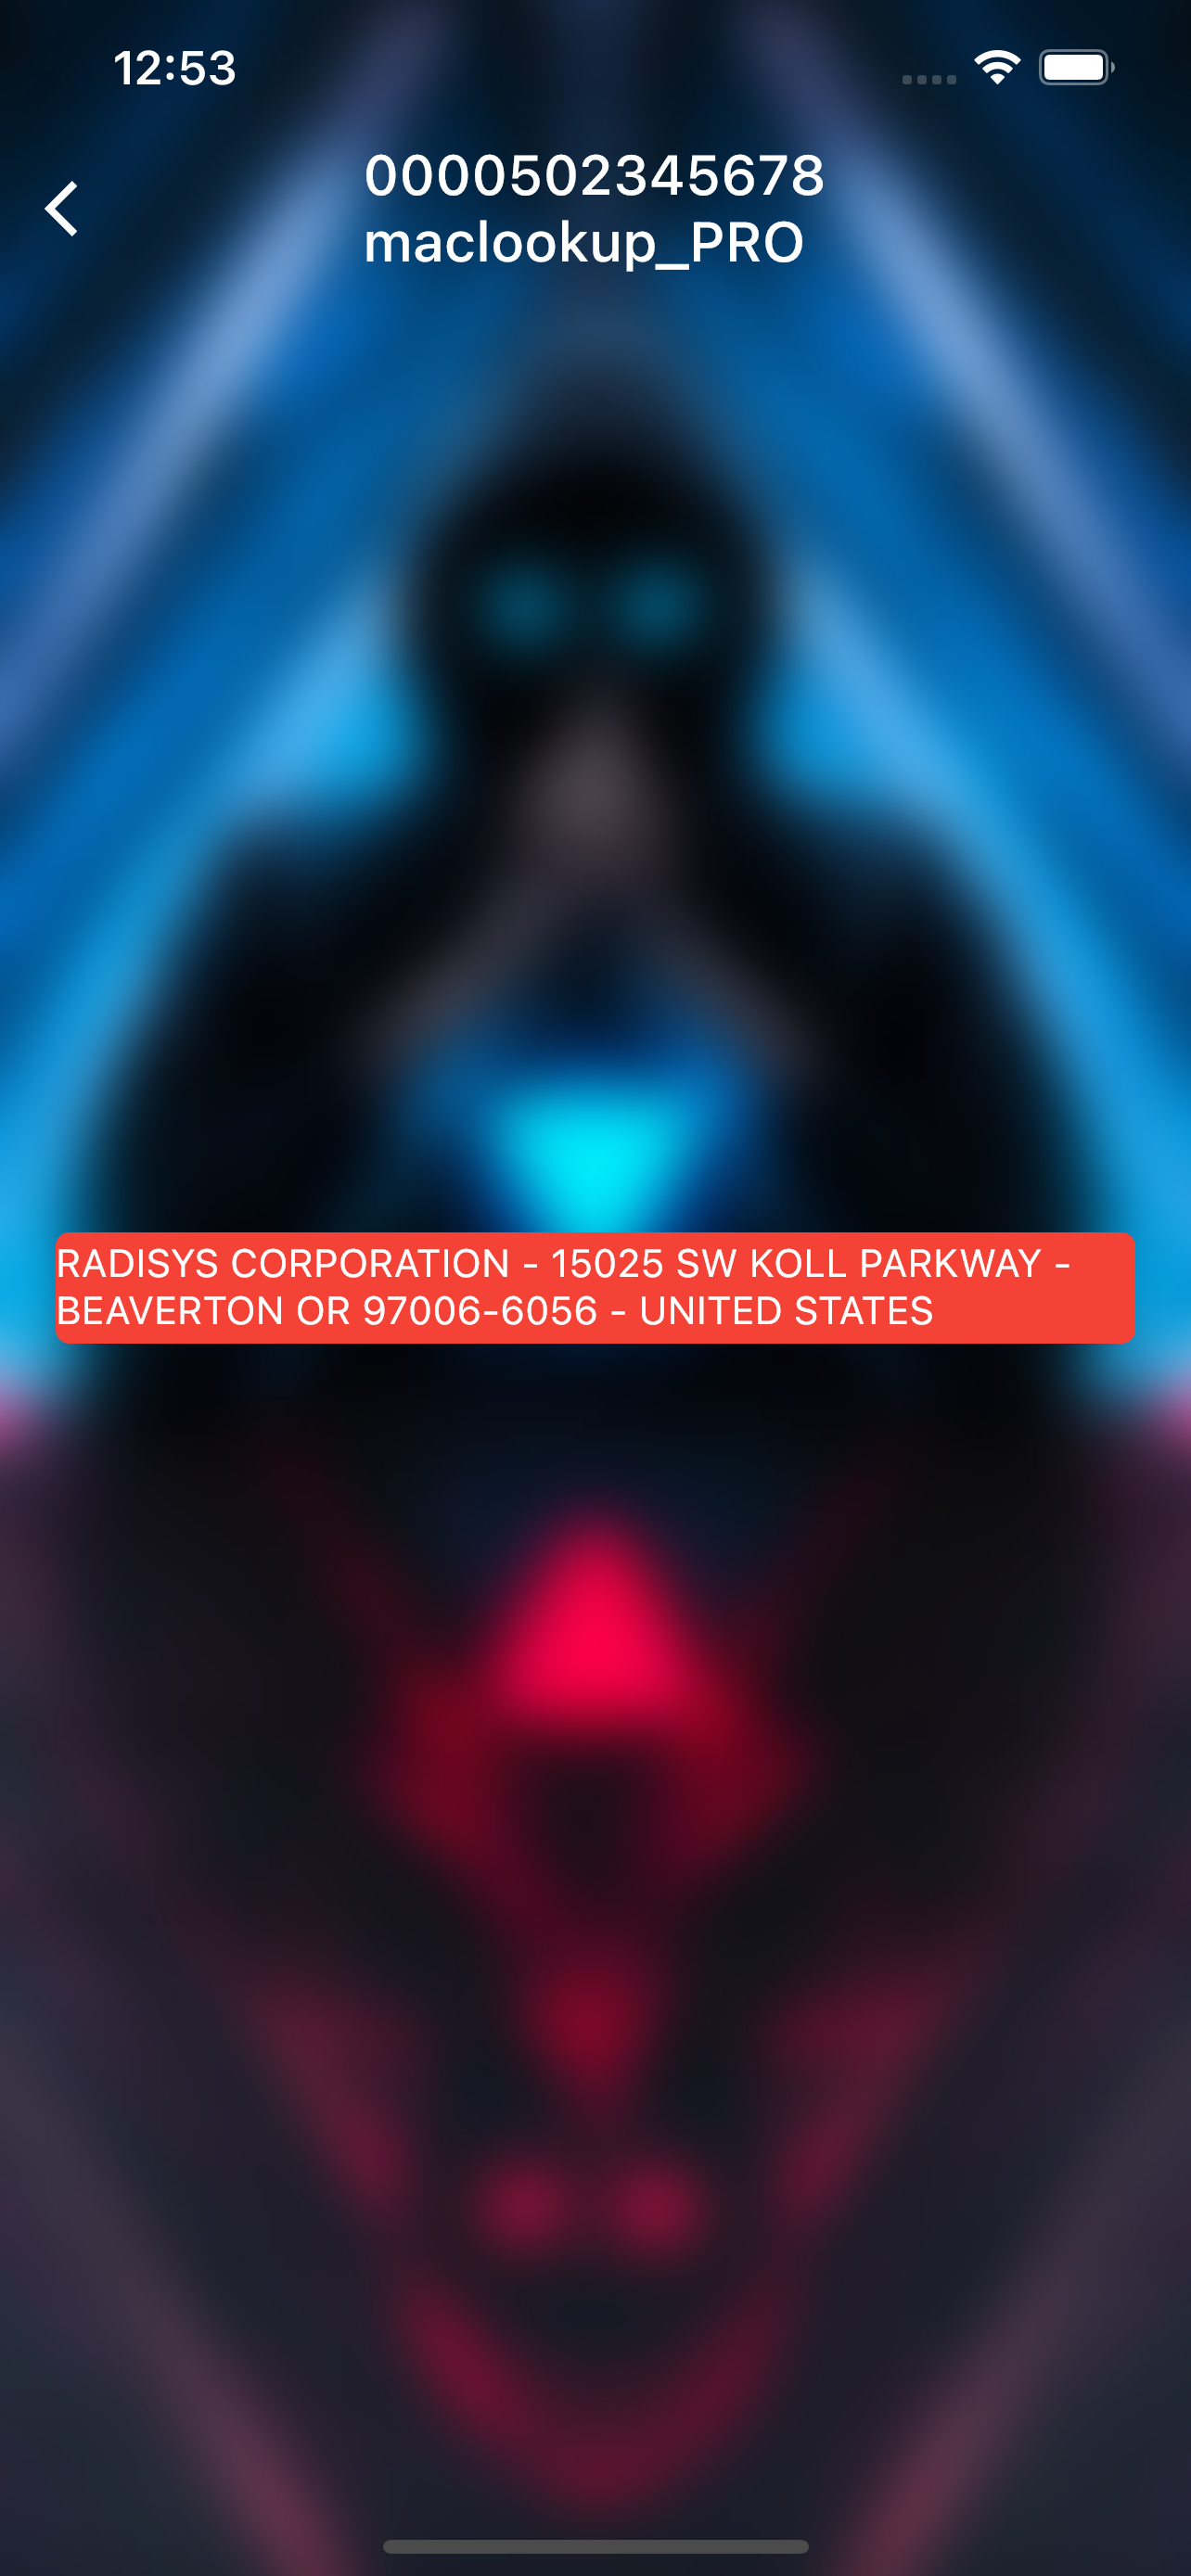 12:53
0000502345678
maclookup_PRO
RADISYS CORPORATION - 15025 SW KOLL PARKWAY -
BEAVERTON OR 97006-6056 - UNITED STATES